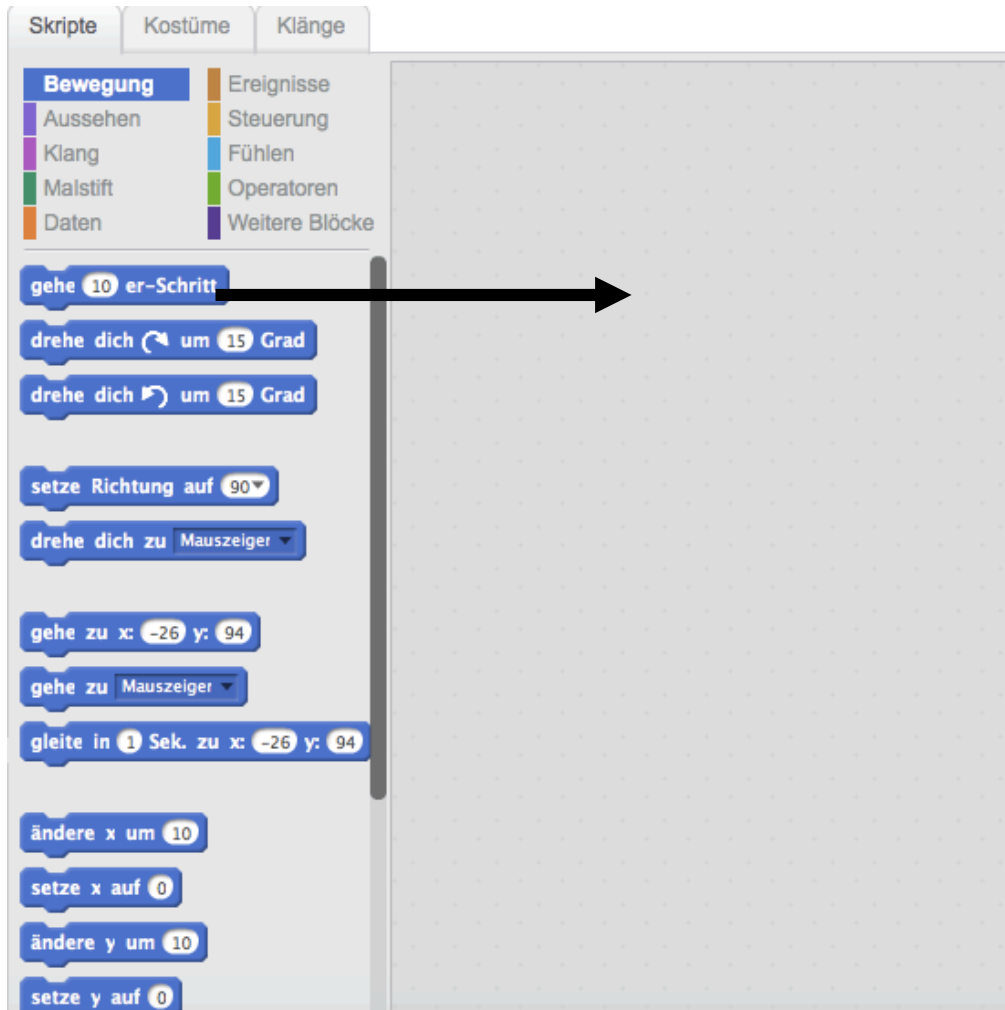 Skripte Kostüme Klänge
Bewegung Ereignisse
Aussehen Steuerung
Klang Fühlen
Malstift Operatoren
Daten Weitere Blöcke
gehe 10 er-Schritt
drehe dich um 15 Grad
drehe dich um 15 Grad
setze Richtung auf 90
drehe dich zu Mauszeiger
gehe zu x: -26 y: 94
gehe zu Mauszeiger
gleite in 1 Sek. zu x: -26 y: 94
ändere x um 10
setze x auf 0
ändere y um 10
setze y auf 0